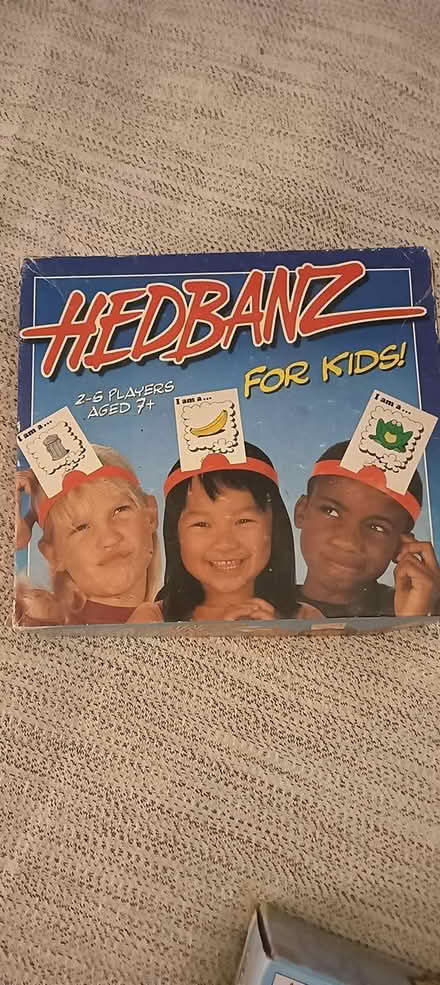 HEDBANZ
FOR KIDS!
2-6 PLAYERS
AGED 7+
I am a...
I am a...
I am a...